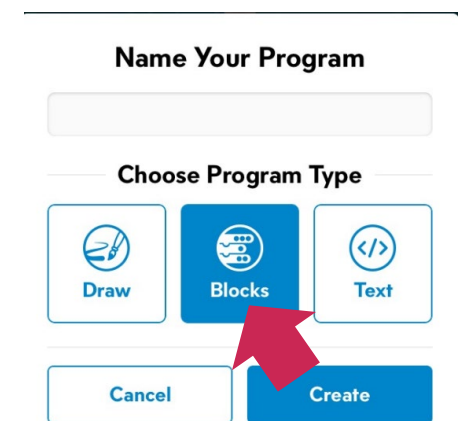 Name Your Program
Choose Program Type
Draw Blocks Text
Cancel Create